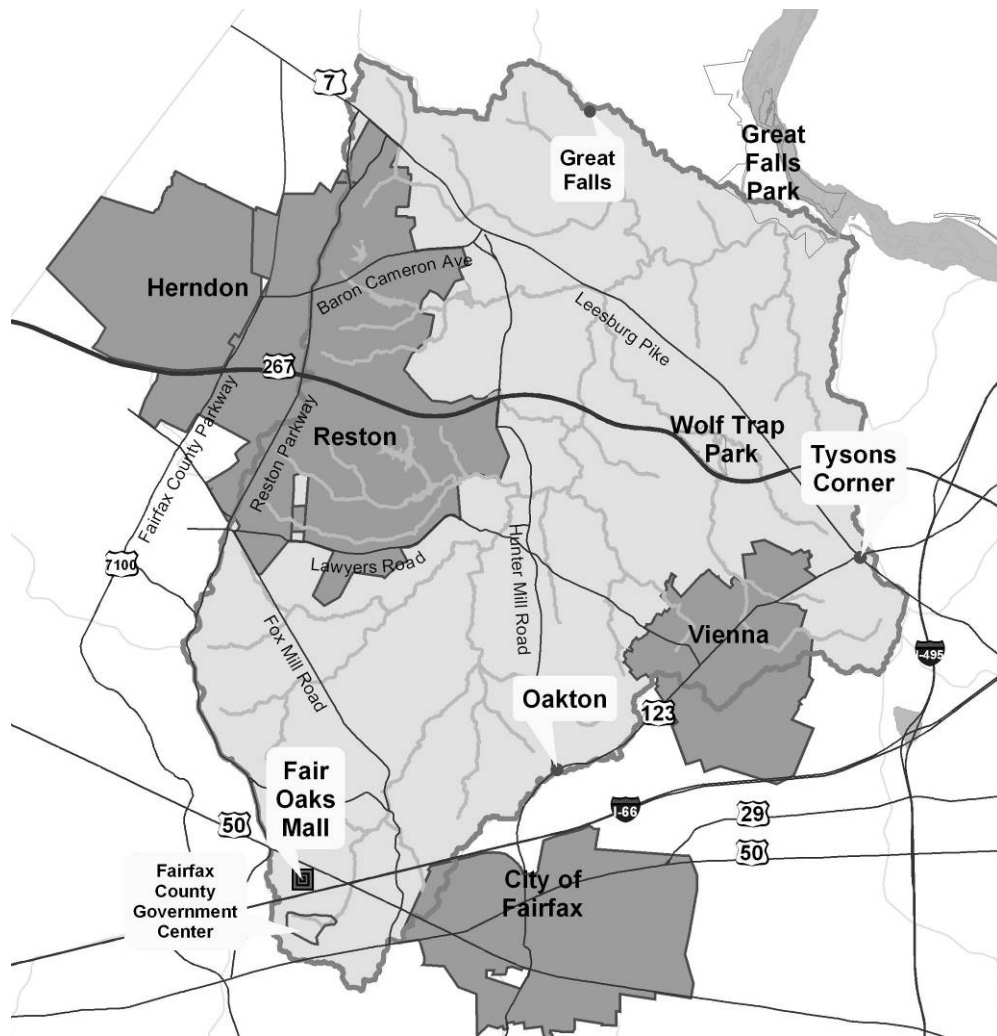 7
Great
Falls
Great
Falls
Park
Herndon
Baron Cameron Ave
Leesburg Pike
267
Fairfax County Parkway
Reston Parkway
Reston
Wolf Trap
Park
Tysons
Corner
7100
Lawyers Road
Hunter Mill Road
Fox Mill Road
Vienna
I-495
Oakton
123
Fair
Oaks
Mall
50
I-66
29
50
Fairfax
County
Government
Center
City of
Fairfax